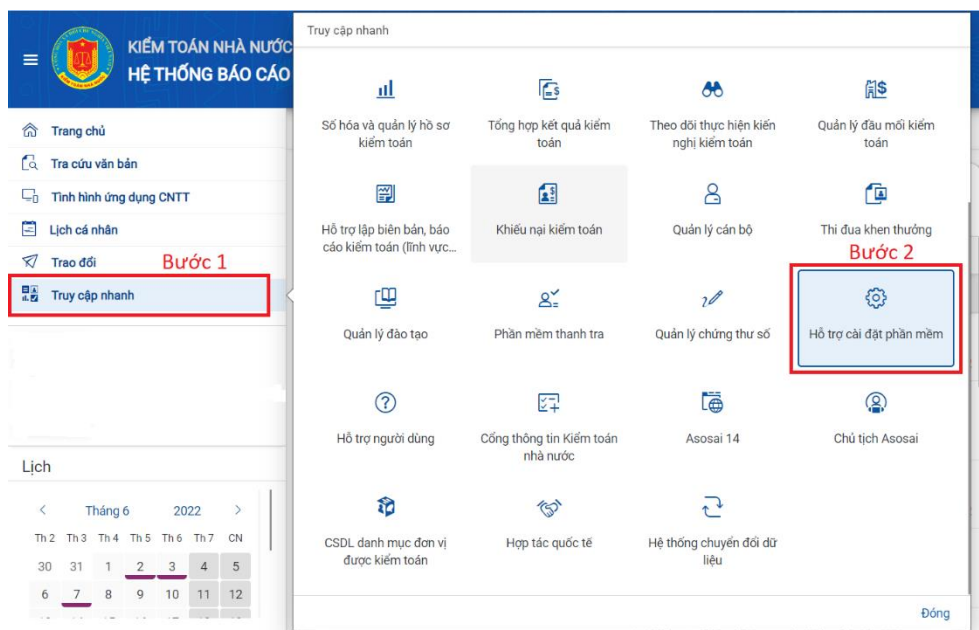 KIỂM TOÁN NHÀ NƯỚC
HỆ THỐNG BÁO CÁO
Trang chủ
Tra cứu văn bản
Tình hình ứng dụng CNTT
Lịch cá nhân
Trao đổi
Bước 1
Truy cập nhanh
Lịch
Tháng 6 2022
Th 2 Th 3 Th 4 Th 5 Th 6 Th 7 CN
30 31 1 2 3 4 5
6 7 8 9 10 11 12
Truy cập nhanh
Số hóa và quản lý hồ sơ
kiểm toán
Tổng hợp kết quả kiểm
toán
Theo dõi thực hiện kiến
nghị kiểm toán
Quản lý đầu mối kiểm
toán
Hỗ trợ lập biên bản, báo
cáo kiểm toán (lĩnh vực...
Khiếu nại kiểm toán
Quản lý cán bộ
Thi đua khen thưởng
Bước 2
Quản lý đào tạo
Phần mềm thanh tra
Quản lý chứng thư số
Hỗ trợ cài đặt phần mềm
Hỗ trợ người dùng
Cổng thông tin Kiểm toán
nhà nước
Asosai 14
Chủ tịch Asosai
CSDL danh mục đơn vị
được kiểm toán
Hợp tác quốc tế
Hệ thống chuyển đổi dữ
liệu
Đóng